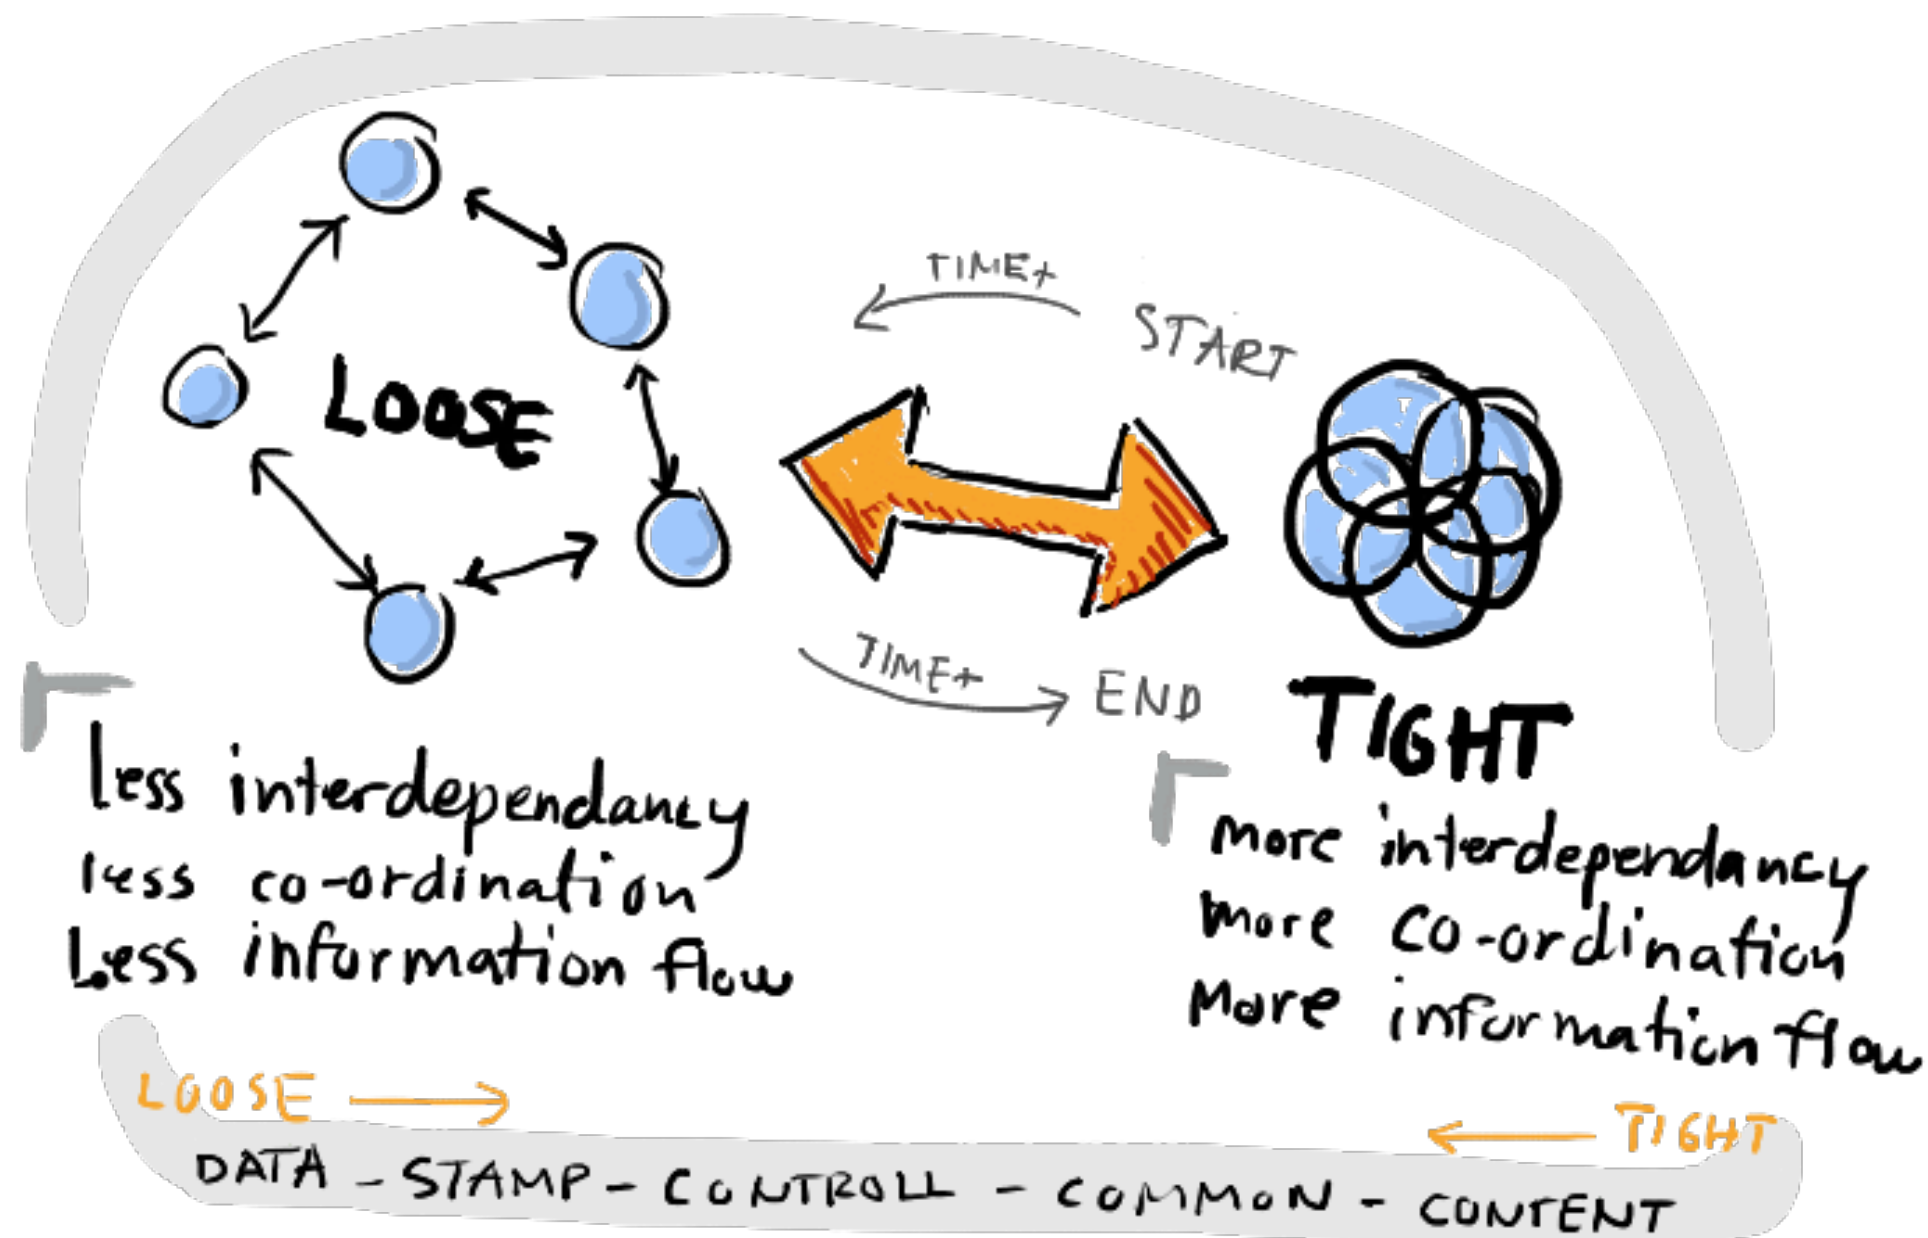 TIME+
START
LOOSE
TIME+
END
TIGHT
less interdependancy
less co-ordination
Less information flow
more interdependancy
more co-ordination
More information flow
LOOSE
TIGHT
DATA - STAMP - CONTROLL - COMMON - CONTENT